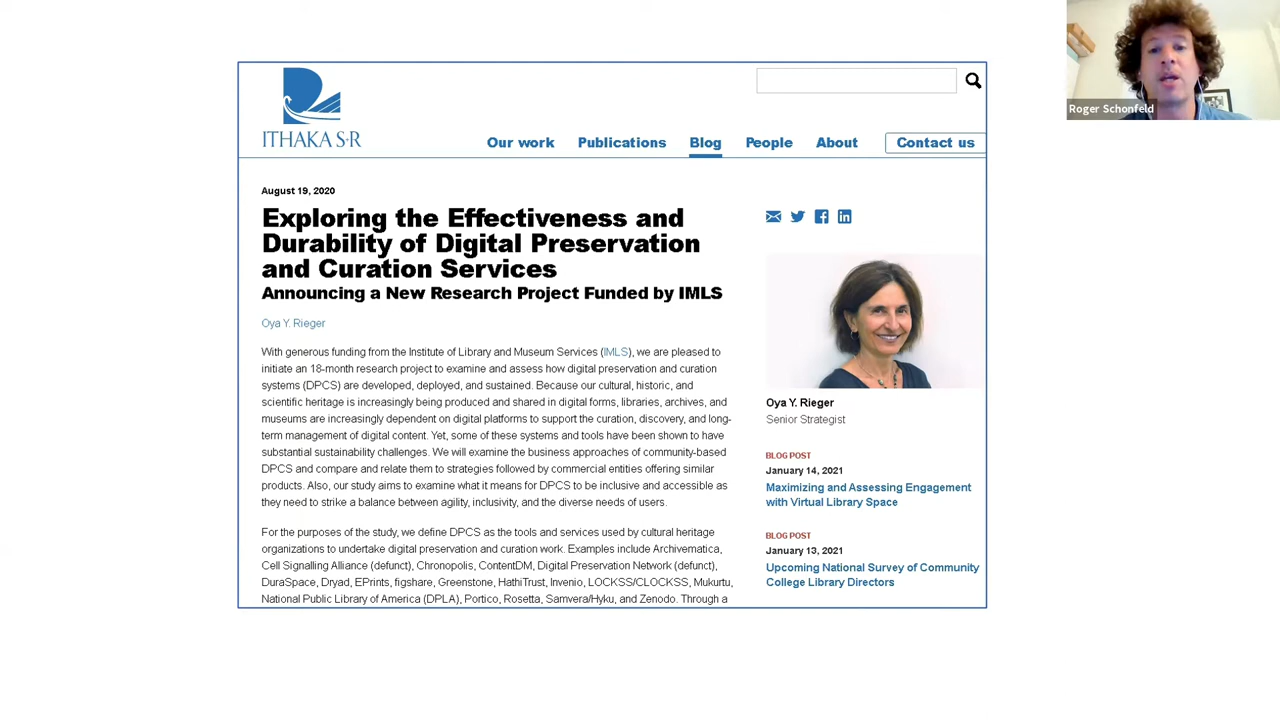 Roger Schonfeld
ITHAKA S·R
Our work Publications Blog People About Contact us
August 19, 2020
Exploring the Effectiveness and
Durability of Digital Preservation
and Curation Services
Announcing a New Research Project Funded by IMLS
Oya Y. Rieger
With generous funding from the Institute of Library and Museum Services (IMLS), we are pleased to
initiate an 18-month research project to examine and assess how digital preservation and curation
systems (DPCS) are developed, deployed, and sustained. Because our cultural, historic, and
scientific heritage is increasingly being produced and shared in digital forms, libraries, archives, and
museums are increasingly dependent on digital platforms to support the curation, discovery, and long-
term management of digital content. Yet, some of these systems and tools have been shown to have
substantial sustainability challenges. We will examine the business approaches of community-based
DPCS and compare and relate them to strategies followed by commercial entities offering similar
products. Also, our study aims to examine what it means for DPCS to be inclusive and accessible as
they need to strike a balance between agility, inclusivity, and the diverse needs of users.
For the purposes of the study, we define DPCS as the tools and services used by cultural heritage
organizations to undertake digital preservation and curation work. Examples include Archivematica,
Cell Signalling Alliance (defunct), Chronopolis, ContentDM, Digital Preservation Network (defunct),
DuraSpace, Dryad, EPrints, figshare, Greenstone, HathiTrust, Invenio, LOCKSS/CLOCKSS, Mukurtu,
National Public Library of America (DPLA), Portico, Rosetta, Samvera/Hyku, and Zenodo. Through a
Oya Y. Rieger
Senior Strategist
BLOG POST
January 14, 2021
Maximizing and Assessing Engagement
with Virtual Library Space
BLOG POST
January 13, 2021
Upcoming National Survey of Community
College Library Directors